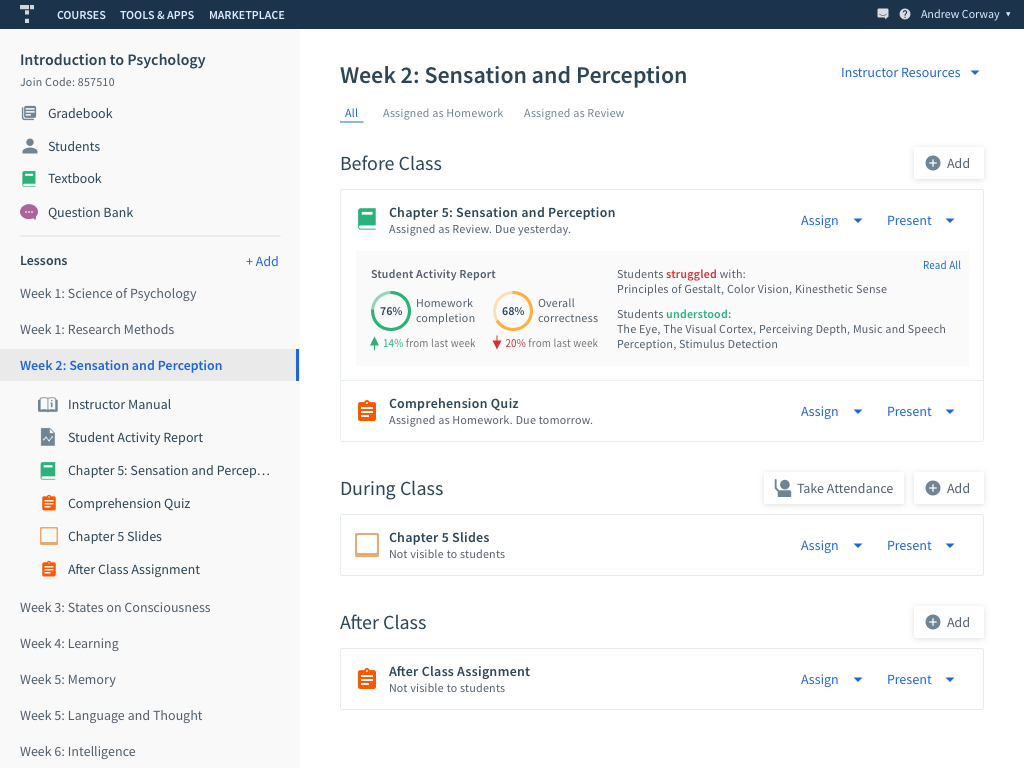 COURSES TOOLS & APPS MARKETPLACE
Andrew Corway
Introduction to Psychology
Join Code: 857510
Gradebook
Students
Textbook
Question Bank
Lessons
+ Add
Week 1: Science of Psychology
Week 1: Research Methods
Week 2: Sensation and Perception
Instructor Manual
Student Activity Report
Chapter 5: Sensation and Percep…
Comprehension Quiz
Chapter 5 Slides
After Class Assignment
Week 3: States on Consciousness
Week 4: Learning
Week 5: Memory
Week 5: Language and Thought
Week 6: Intelligence
Week 2: Sensation and Perception
Instructor Resources
All
Assigned as Homework
Assigned as Review
Before Class
Add
Chapter 5: Sensation and Perception
Assigned as Review. Due yesterday.
Assign
Present
Student Activity Report
76%
Homework
completion
14% from last week
68%
Overall
correctness
20% from last week
Read All
Students struggled with:
Principles of Gestalt, Color Vision, Kinesthetic Sense
Students understood:
The Eye, The Visual Cortex, Perceiving Depth, Music and Speech
Perception, Stimulus Detection
Comprehension Quiz
Assigned as Homework. Due tomorrow.
Assign
Present
During Class
Take Attendance
Add
Chapter 5 Slides
Not visible to students
Assign
Present
After Class
Add
After Class Assignment
Not visible to students
Assign
Present